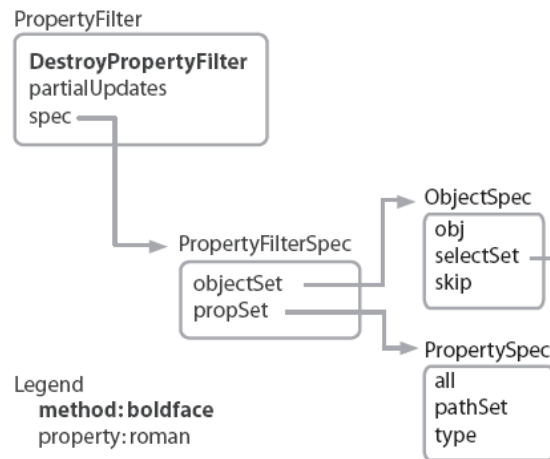 PropertyFilter
DestroyPropertyFilter
partialUpdates
spec
PropertyFilterSpec
objectSet
propSet
ObjectSpec
obj
selectSet
skip
PropertySpec
all
pathSet
type
Legend
method: boldface
property: roman